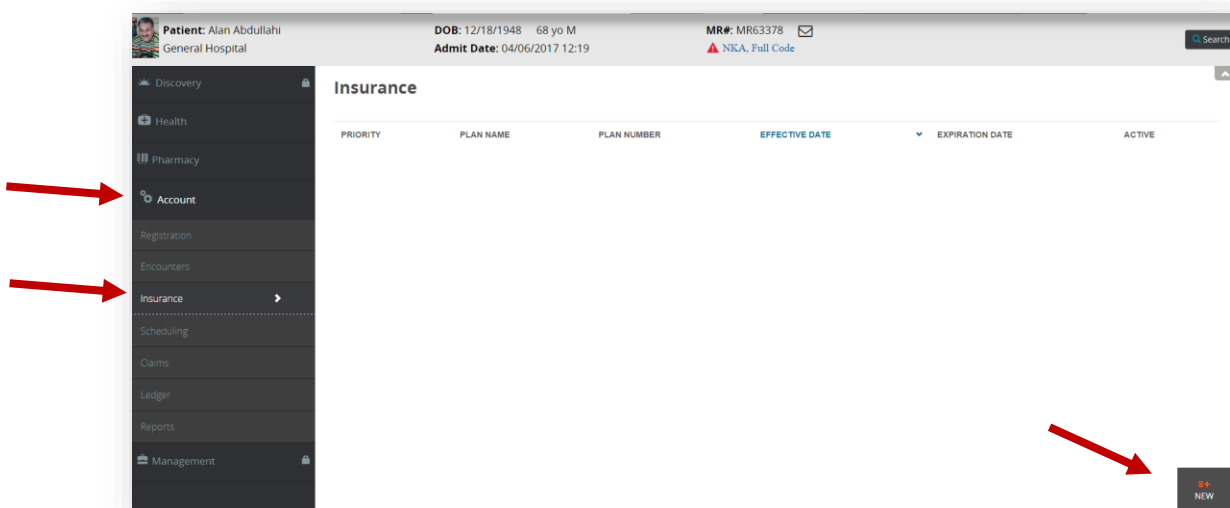 Patient: Alan Abdullahi
General Hospital
DOB: 12/18/1948 68 yo M
Admit Date: 04/06/2017 12:19
MR#: MR63378
NKA, Full Code
Search
Discovery
Health
Pharmacy
Account
Registration
Encounters
Insurance
Scheduling
Claims
Ledger
Reports
Management
Insurance
PRIORITY PLAN NAME PLAN NUMBER EFFECTIVE DATE EXPIRATION DATE ACTIVE
NEW